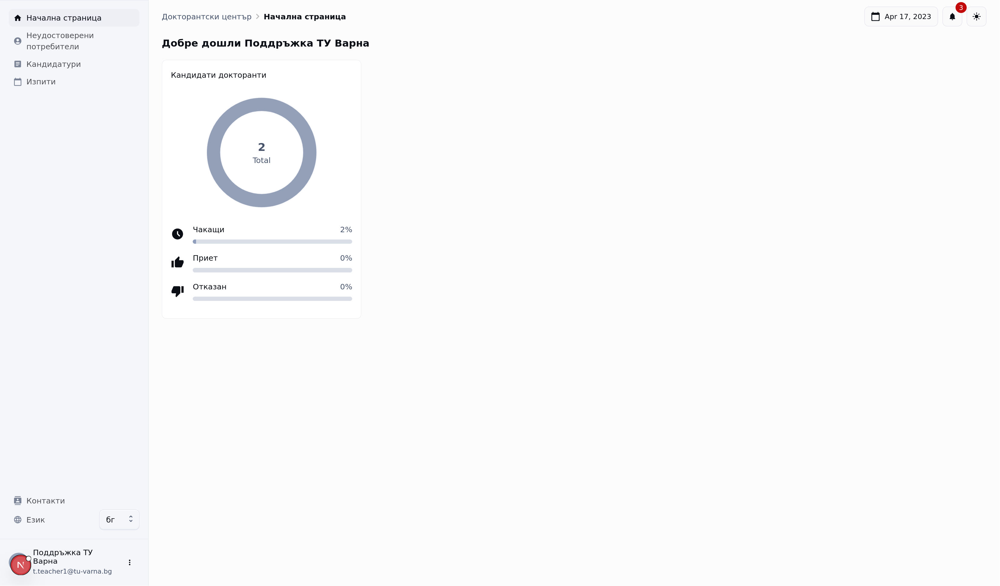 Начална страница
Неудостоверени
потребители
Кандидатури
Изпити
Контакти
Език
бг
Поддръжка ТУ
Варна
t.teacher1@tu-varna.bg
N
Докторантски център
Начална страница
Apr 17, 2023
3
Добре дошли Поддръжка ТУ Варна
Кандидати докторанти
2
Total
Чакащи 2%
Приет 0%
Отказан 0%